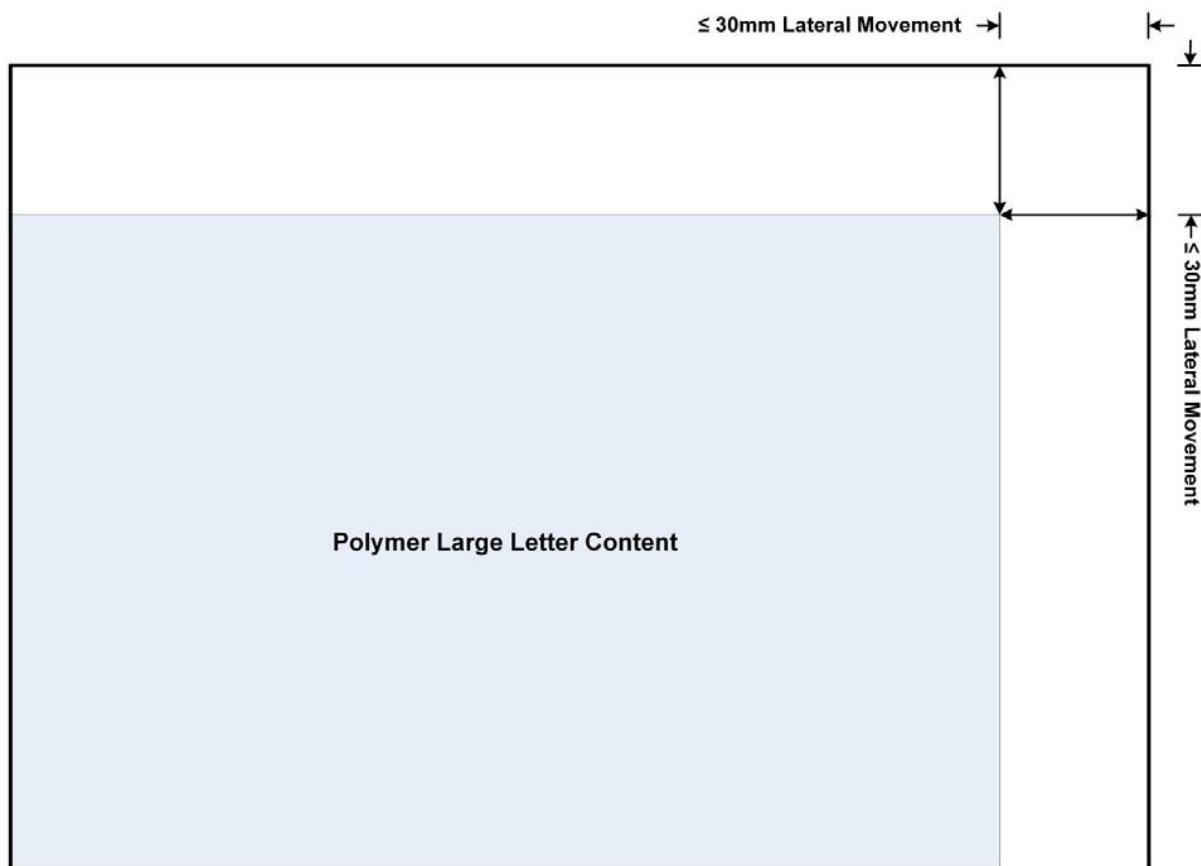 ≤ 30mm Lateral Movement
≤ 30mm Lateral Movement
Polymer Large Letter Content